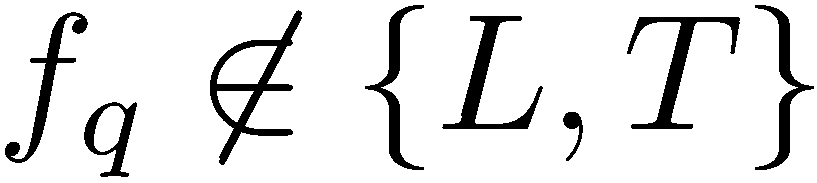 f_q ∉ {L, T}